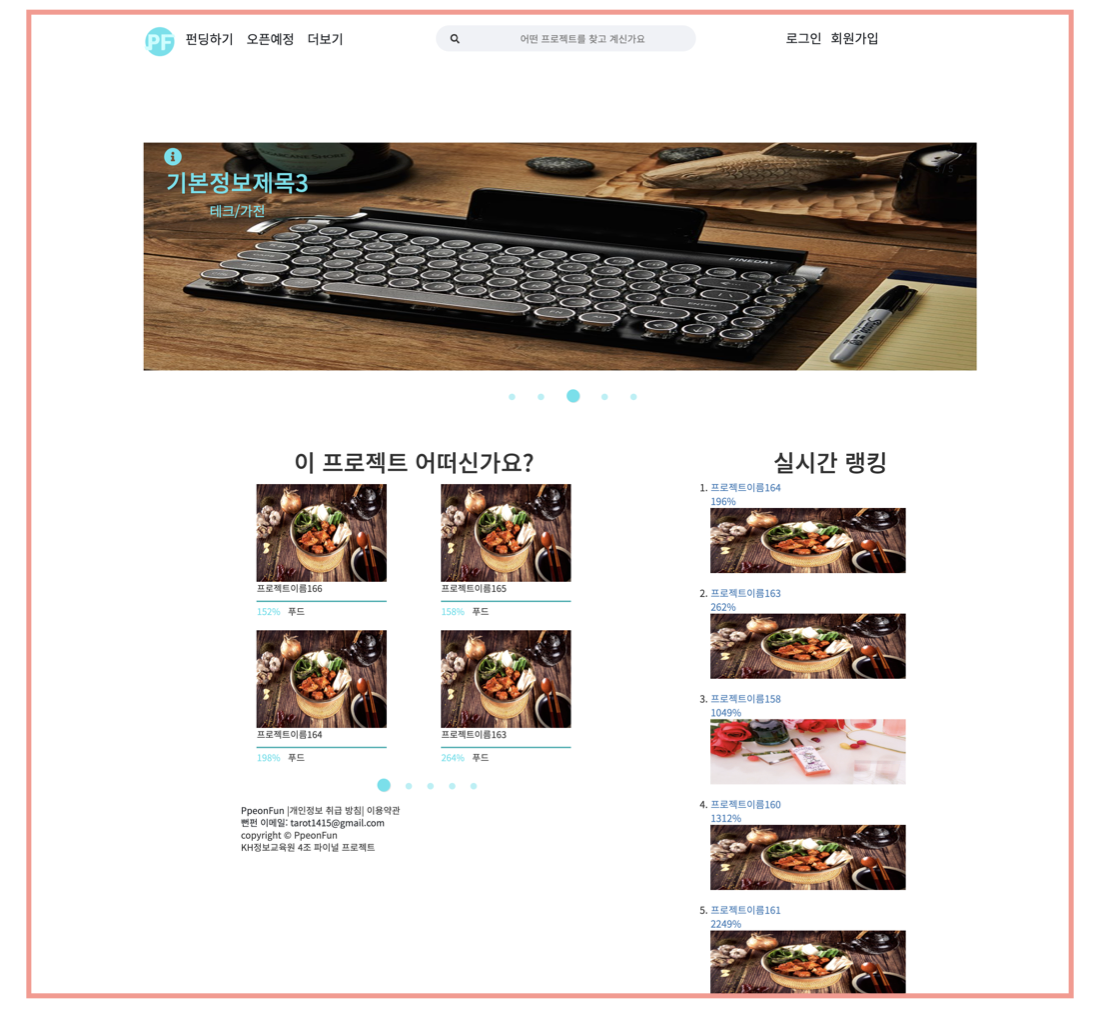 PF 펀딩하기 오픈예정 더보기 어떤 프로젝트를 찾고 계신가요 로그인 회원가입
기본정보제목3
테크/가전
FINEDAY
Sharpie
이 프로젝트 어떠신가요?
프로젝트이름166
152% 푸드
프로젝트이름165
158% 푸드
프로젝트이름164
198% 푸드
프로젝트이름163
264% 푸드
PpeonFun |개인정보 취급 방침| 이용약관
뻔펀 이메일: tarot1415@gmail.com
copyright © PpeonFun
KH정보교육원 4조 파이널 프로젝트
실시간 랭킹
1. 프로젝트이름164
196%
2. 프로젝트이름163
262%
3. 프로젝트이름158
1049%
4. 프로젝트이름160
1312%
5. 프로젝트이름161
2249%